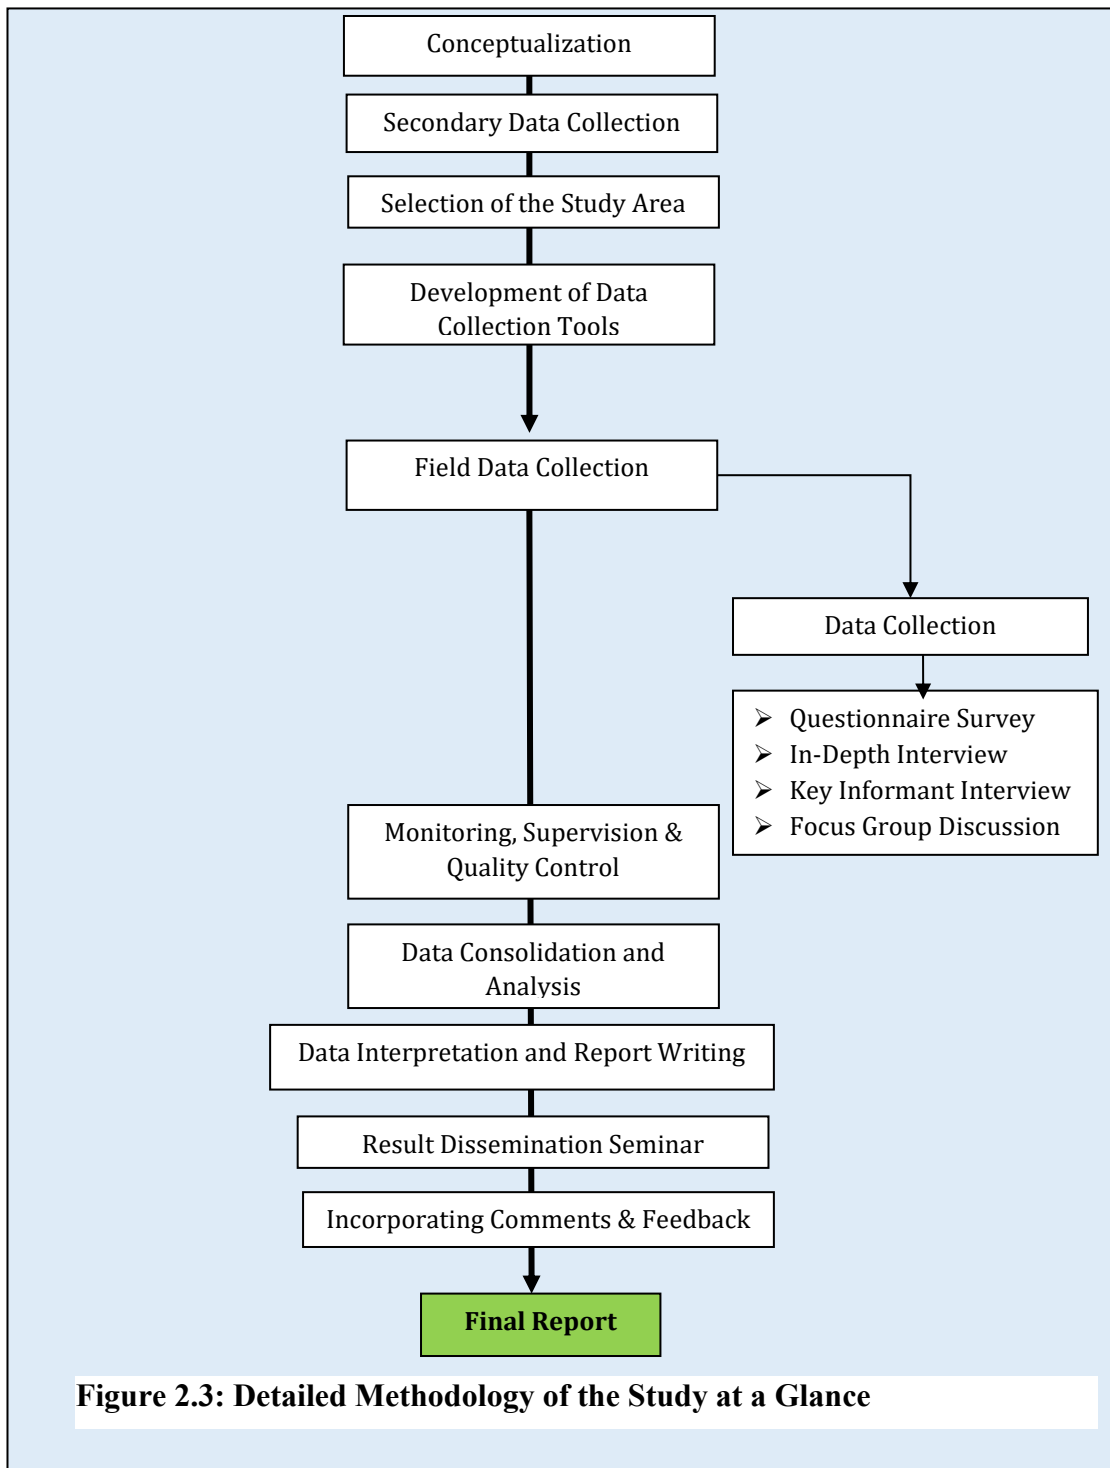 Conceptualization
Secondary Data Collection
Selection of the Study Area
Development of Data
Collection Tools
Field Data Collection
Data Collection
➢ Questionnaire Survey
➢ In-Depth Interview
➢ Key Informant Interview
➢ Focus Group Discussion
Monitoring, Supervision &
Quality Control
Data Consolidation and
Analysis
Data Interpretation and Report Writing
Result Dissemination Seminar
Incorporating Comments & Feedback
Final Report
Figure 2.3: Detailed Methodology of the Study at a Glance